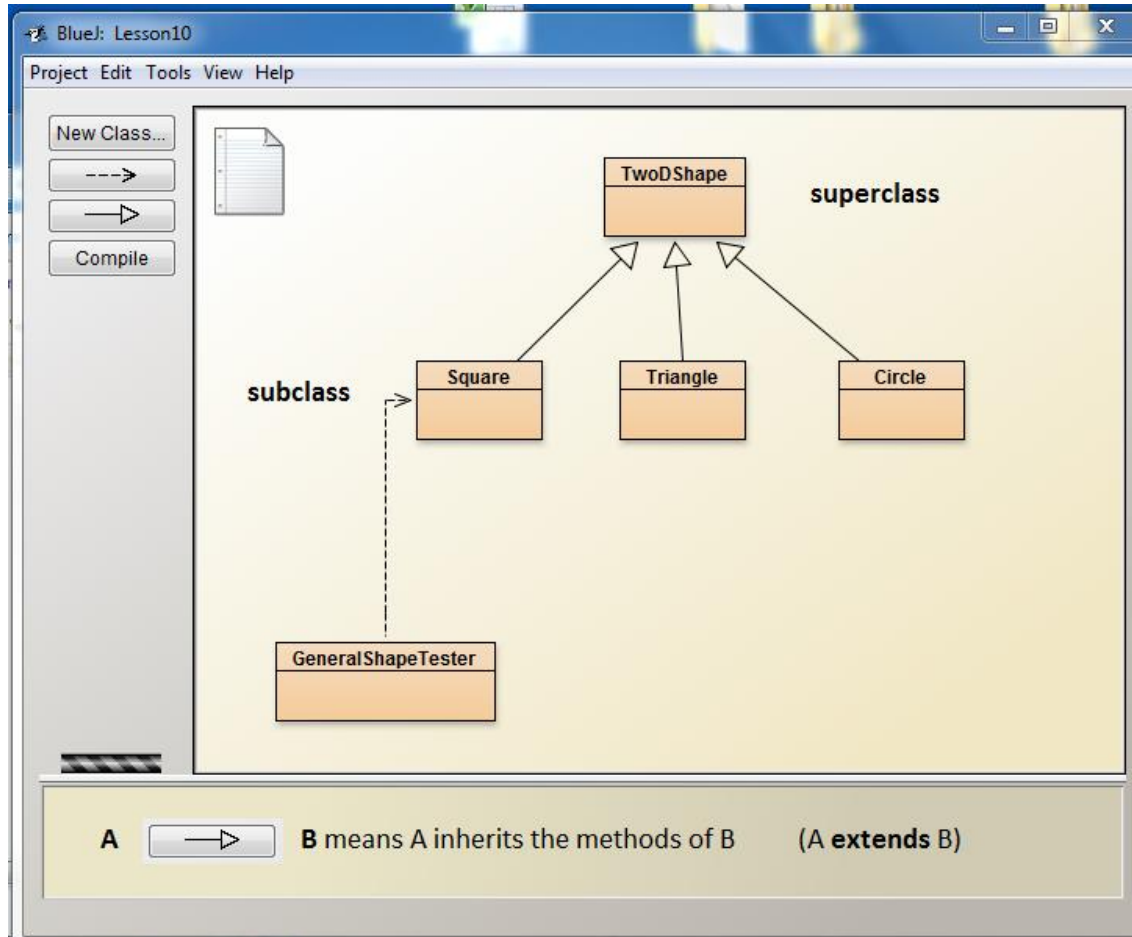 BlueJ: Lesson10
Project Edit Tools View Help
New Class...
Compile
TwoDShape
superclass
subclass
Square
Triangle
Circle
GeneralShapeTester
A B means A inherits the methods of B (A extends B)